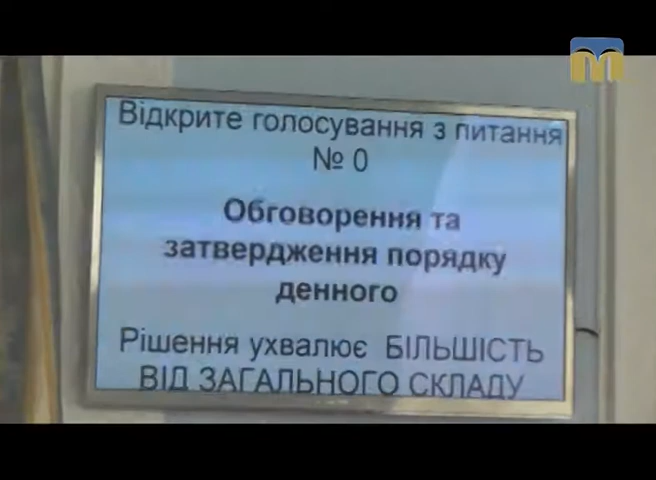 Відкрите голосування з питання
№ 0
Обговорення та
затвердження порядку
денного
Рішення ухвалює БІЛЬШІСТЬ
ВІД ЗАГАЛЬНОГО СКЛАДУ